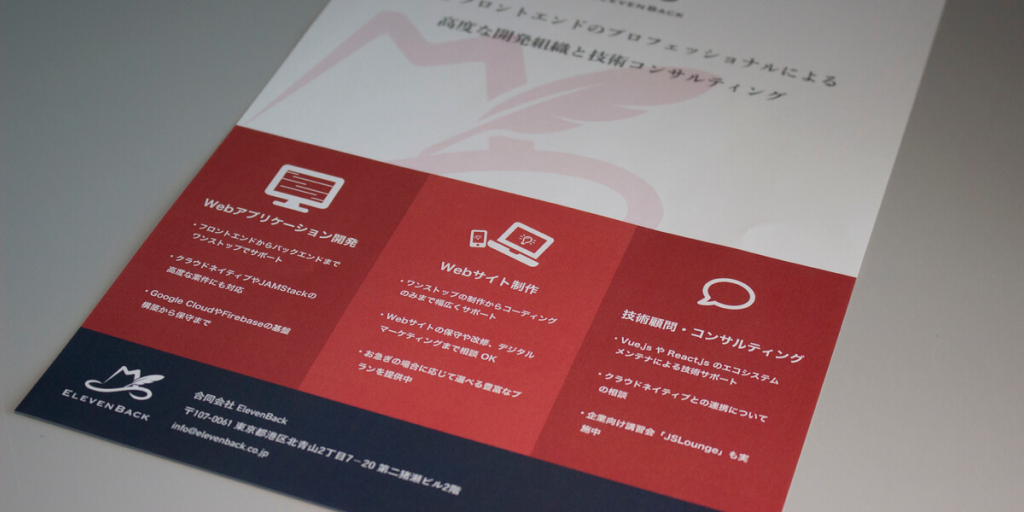 ELEVENBACK
フロントエンドのプロフェッショナルによる
高度な開発組織と技術コンサルティング
Webアプリケーション開発
・フロントエンドからバックエンドまで
ワンストップでサポート
・クラウドネイティブやJAMStackの
高度な案件にも対応
・Google CloudやFirebaseの基盤
構築から保守まで
Webサイト制作
・ワンストップの制作からコーディング
のみまで幅広くサポート
・Webサイトの保守や改修、デジタル
マーケティングまで相談 OK
・お急ぎの場合に応じて選べる豊富なプ
ランを提供中
技術顧問・コンサルティング
・Vue.js や React.js のエコシステム
メンテナによる技術サポート
・クラウドネイティブとの連携について
の相談
・企業向け講習会「JSLounge」も実
施中
ELEVENBACK
合同会社 ElevenBack
〒107-0061 東京都港区北青山2丁目7−20 第二猪瀬ビル2階
info@elevenback.co.jp